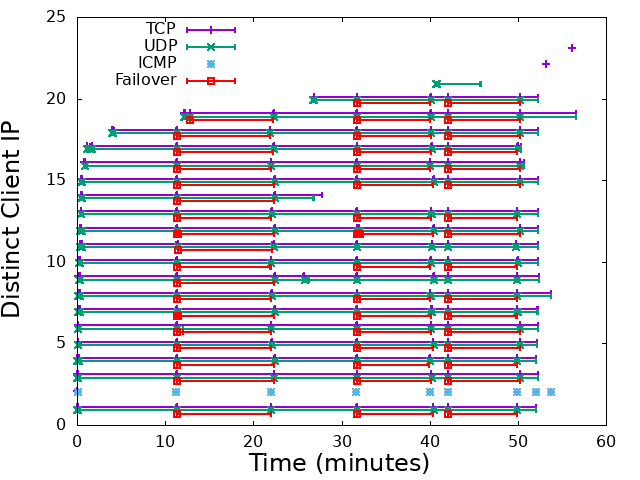 25
20
15
10
5
0
Distinct Client IP
TCP
UDP
ICMP
Failover
0 10 20 30 40 50 60
Time (minutes)